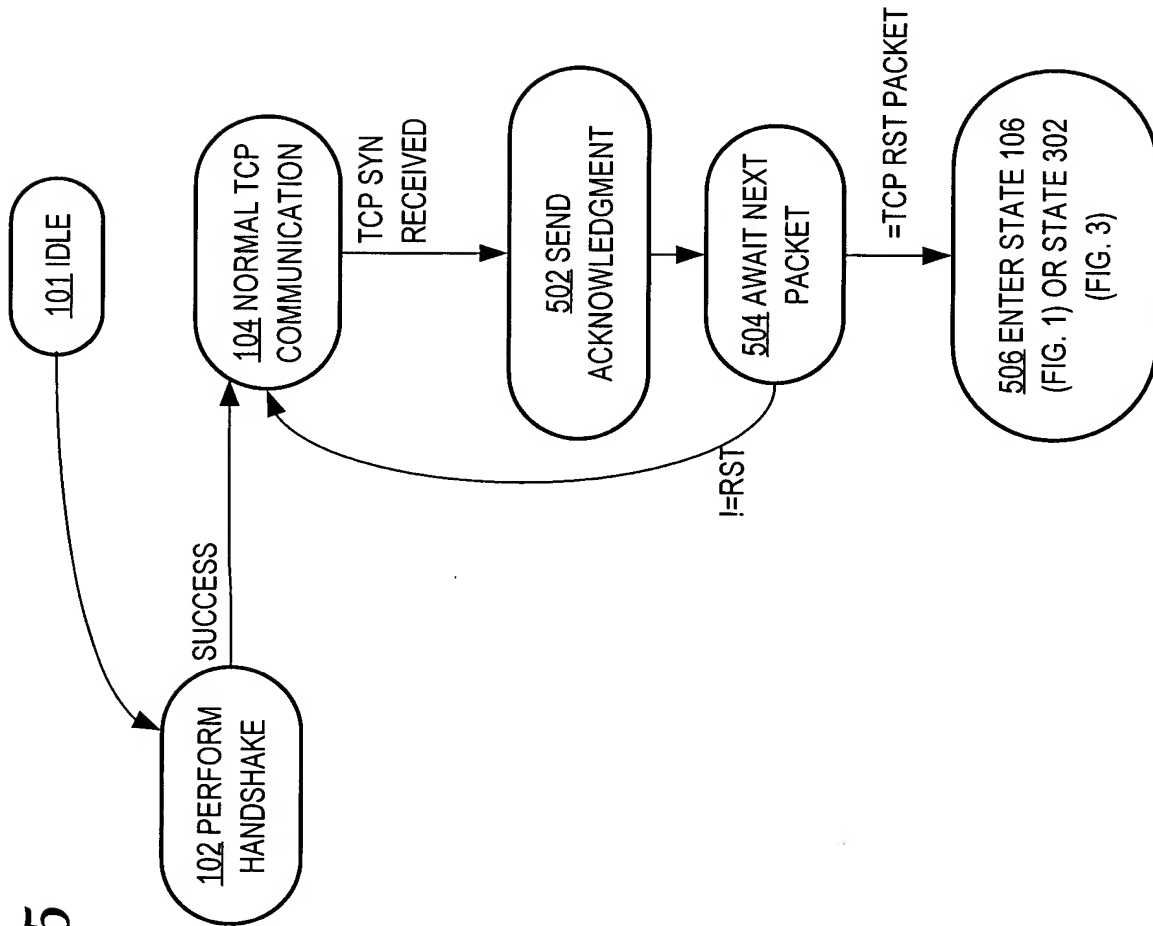 5
101 IDLE
102 PERFORM
HANDSHAKE
SUCCESS
104 NORMAL TCP
COMMUNICATION
TCP SYN
RECEIVED
502 SEND
ACKNOWLEDGMENT
504 AWAIT NEXT
PACKET
!=RST
=TCP RST PACKET
506 ENTER STATE 106
(FIG. 1) OR STATE 302
(FIG. 3)